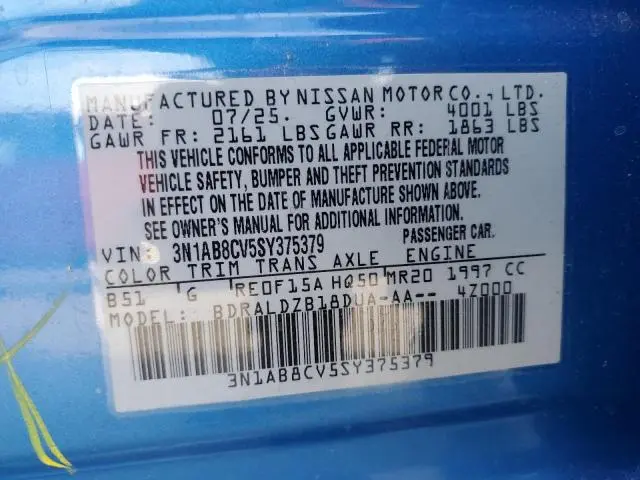 MANUFACTURED BY NISSAN MOTOR CO., LTD.
DATE: 07/25. GVWR: 4001 LBS
GAWR FR: 2161 LBS GAWR RR: 1863 LBS
THIS VEHICLE CONFORMS TO ALL APPLICABLE FEDERAL MOTOR
VEHICLE SAFETY, BUMPER AND THEFT PREVENTION STANDARDS
IN EFFECT ON THE DATE OF MANUFACTURE SHOWN ABOVE.
SEE OWNER'S MANUAL FOR ADDITIONAL INFORMATION.
VIN: 3N1AB8CV5SY375379 PASSENGER CAR.
COLOR TRIM TRANS AXLE ENGINE
B51 G RE0F15A HQ50 MR20 1997 CC
MODEL: BDRALDZB18DUA-AA-- 4Z000
3N1AB8CV5SY375379